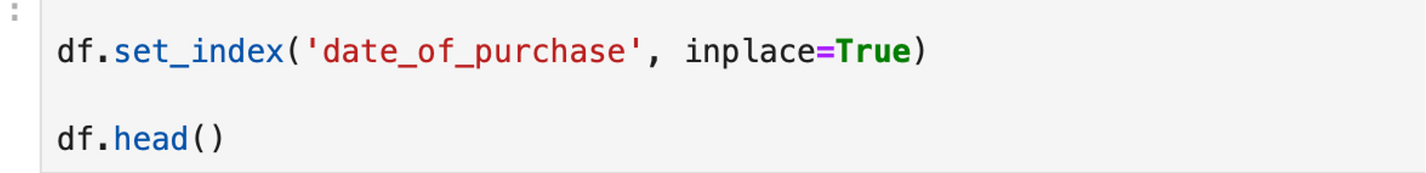 df.set_index('date_of_purchase', inplace=True)
df.head()